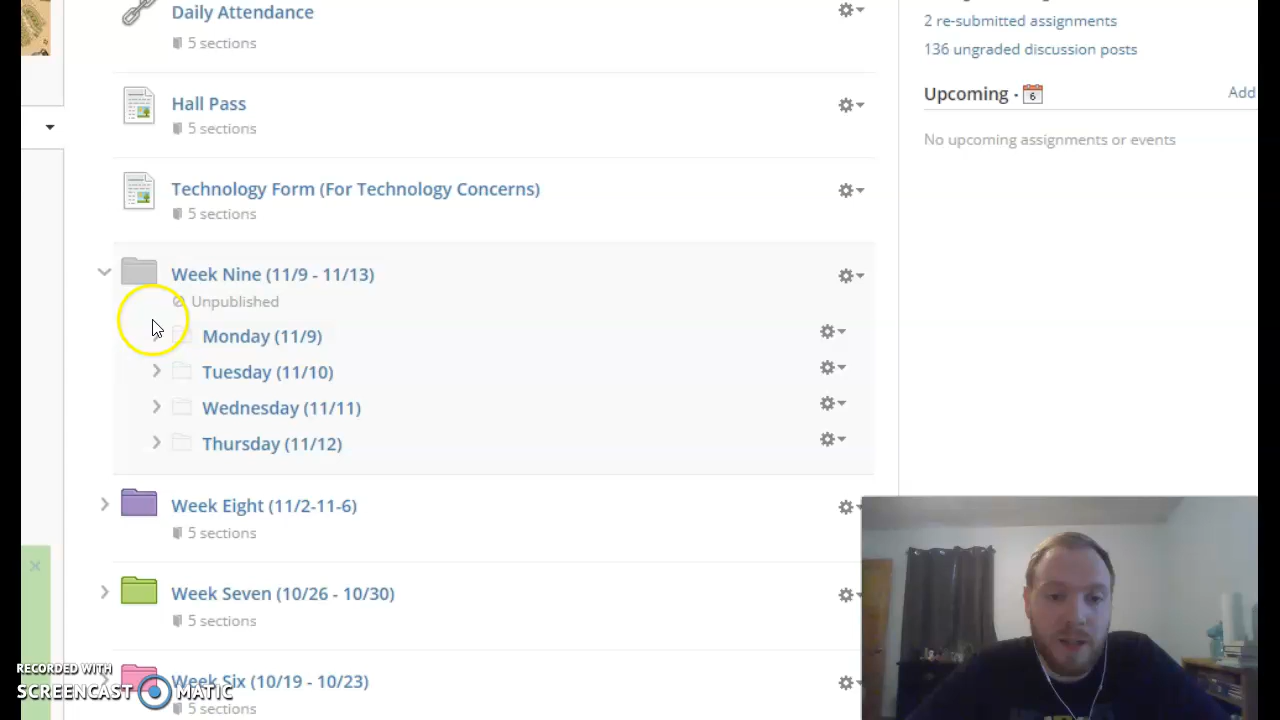 Daily Attendance
5 sections
2 re-submitted assignments
136 ungraded discussion posts
Upcoming · 6 Add
No upcoming assignments or events
Hall Pass
5 sections
Technology Form (For Technology Concerns)
5 sections
Week Nine (11/9 - 11/13)
Unpublished
Monday (11/9)
Tuesday (11/10)
Wednesday (11/11)
Thursday (11/12)
Week Eight (11/2-11-6)
5 sections
Week Seven (10/26 - 10/30)
5 sections
Week Six (10/19 - 10/23)
5 sections
RECORDED WITH
SCREENCAST MATIC